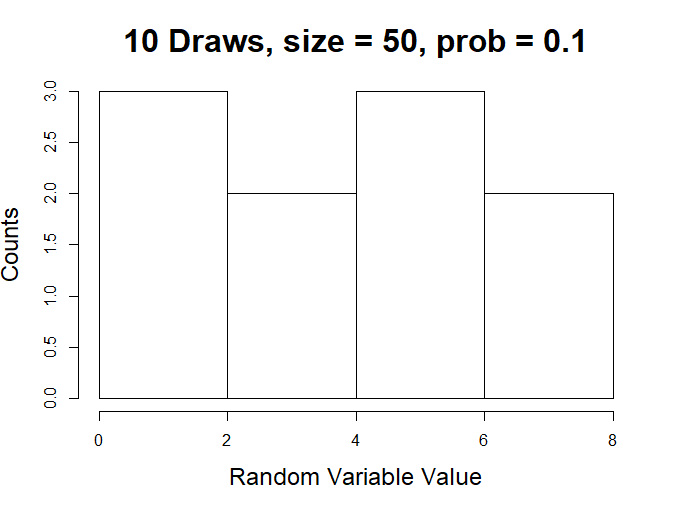 10 Draws, size = 50, prob = 0.1
Counts
3.0
2.5
2.0
1.5
1.0
0.5
0.0
0 2 4 6 8
Random Variable Value